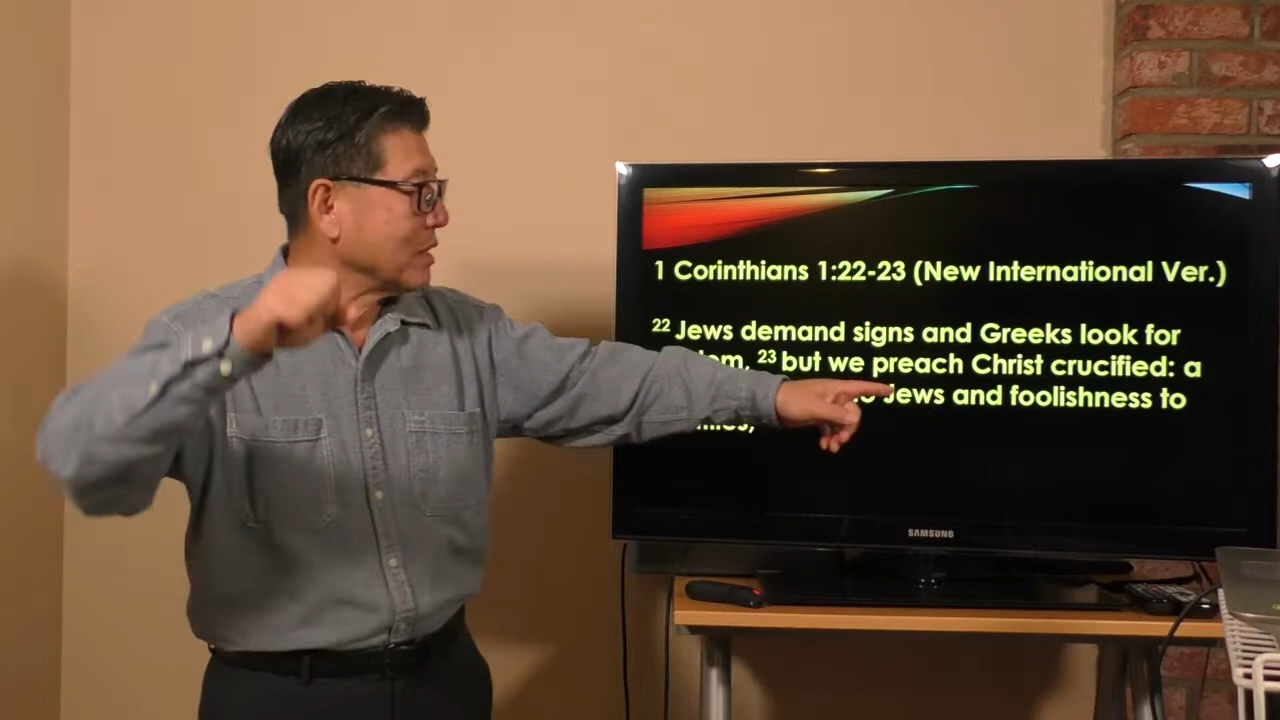 1 Corinthians 1:22-23 (New International Ver.)
22 Jews demand signs and Greeks look for
23 but we preach Christ crucified: a
Jews and foolishness to
SAMSUNG